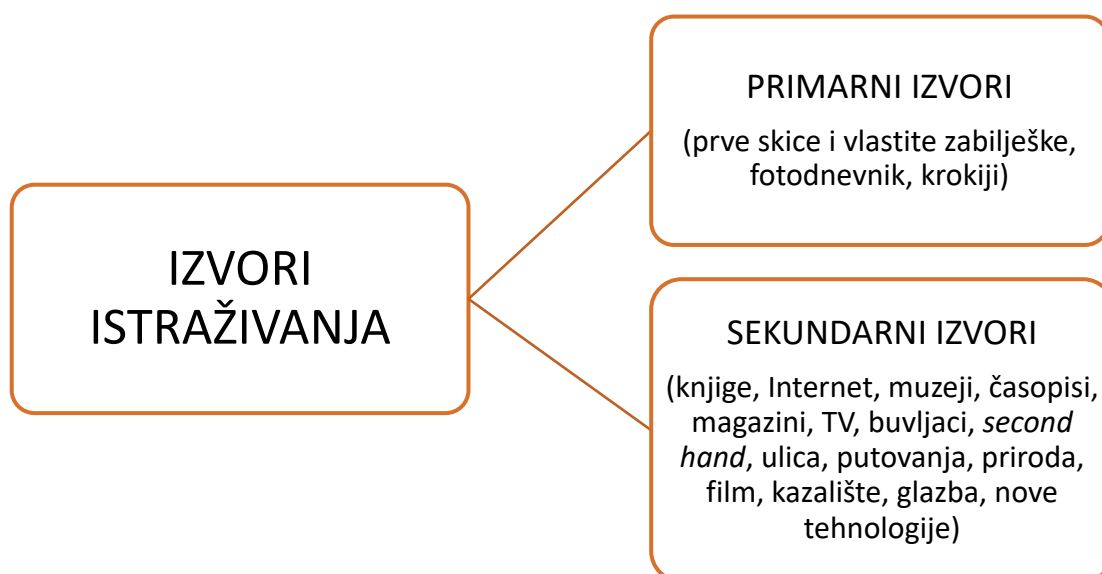 IZVORI
ISTRAŽIVANJA
PRIMARNI IZVORI
(prve skice i vlastite zabilješke,
fotodnevnik, krokiji)
SEKUNDARNI IZVORI
(knjige, Internet, muzeji, časopisi,
magazini, TV, buvljaci, second
hand, ulica, putovanja, priroda,
film, kazalište, glazba, nove
tehnologije)